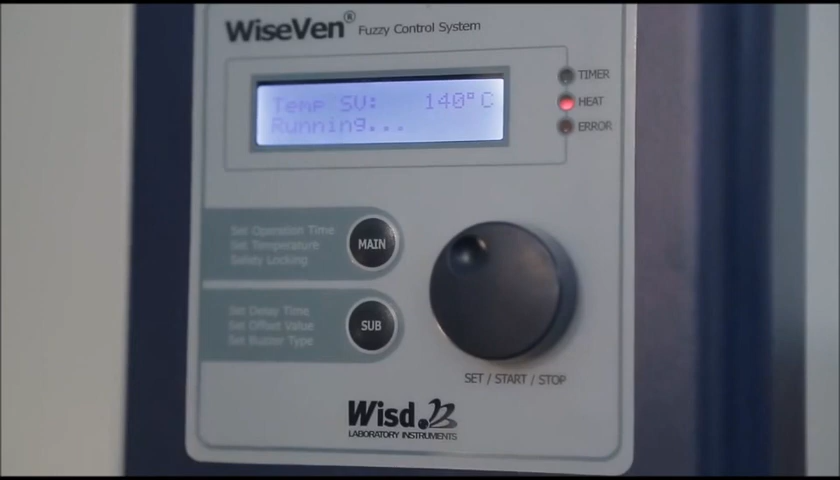 WiseVen® Fuzzy Control System
Temp SV: 140°C
Running...
TIMER
HEAT
ERROR
Set Operation Time
Set Temperature
Safety Locking
MAIN
Set Delay Time
Set Offset Value
Set Buzzer Type
SUB
SET / START / STOP
Wisd.
LABORATORY INSTRUMENTS